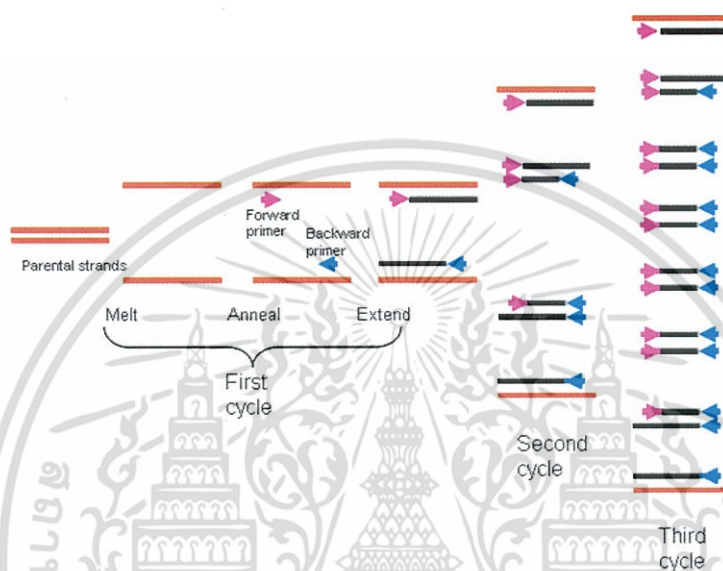 Parental strands
Forward
primer
Backward
primer
Melt
Anneal
Extend
First
cycle
Second
cycle
Third
cycle